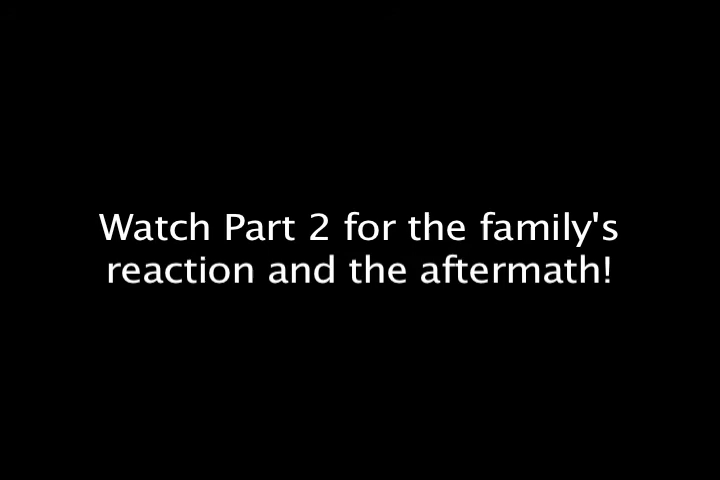 Watch Part 2 for the family's
reaction and the aftermath!